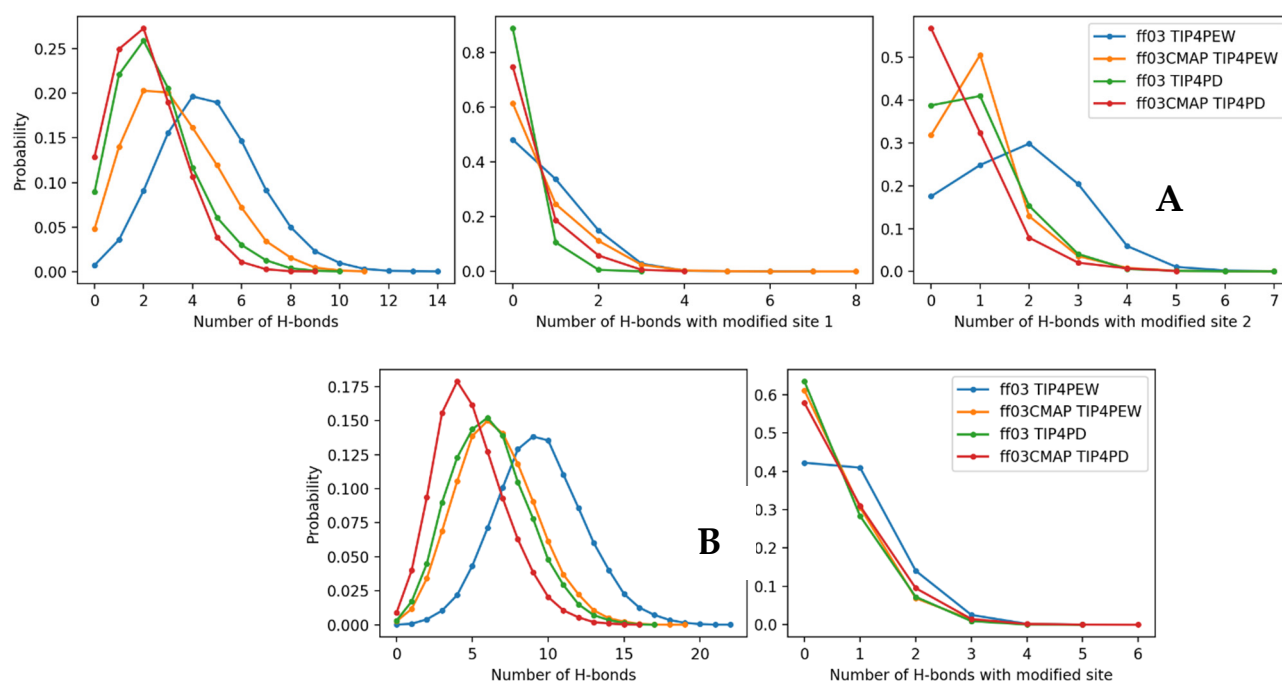 0.25
0.20
0.15
0.10
0.05
0.00
Probability
0 2 4 6 8 10 12 14
Number of H-bonds
0.8
0.6
0.4
0.2
0.0
0 2 4 6 8
Number of H-bonds with modified site 1
0.5
0.4
0.3
0.2
0.1
0.0
ff03 TIP4PEW
ff03CMAP TIP4PEW
ff03 TIP4PD
ff03CMAP TIP4PD
A
0 1 2 3 4 5 6 7
Number of H-bonds with modified site 2
0.175
0.150
0.125
0.100
0.075
0.050
0.025
0.000
Probability
B
0 5 10 15 20
Number of H-bonds
0.6
0.5
0.4
0.3
0.2
0.1
0.0
ff03 TIP4PEW
ff03CMAP TIP4PEW
ff03 TIP4PD
ff03CMAP TIP4PD
0 1 2 3 4 5 6
Number of H-bonds with modified site